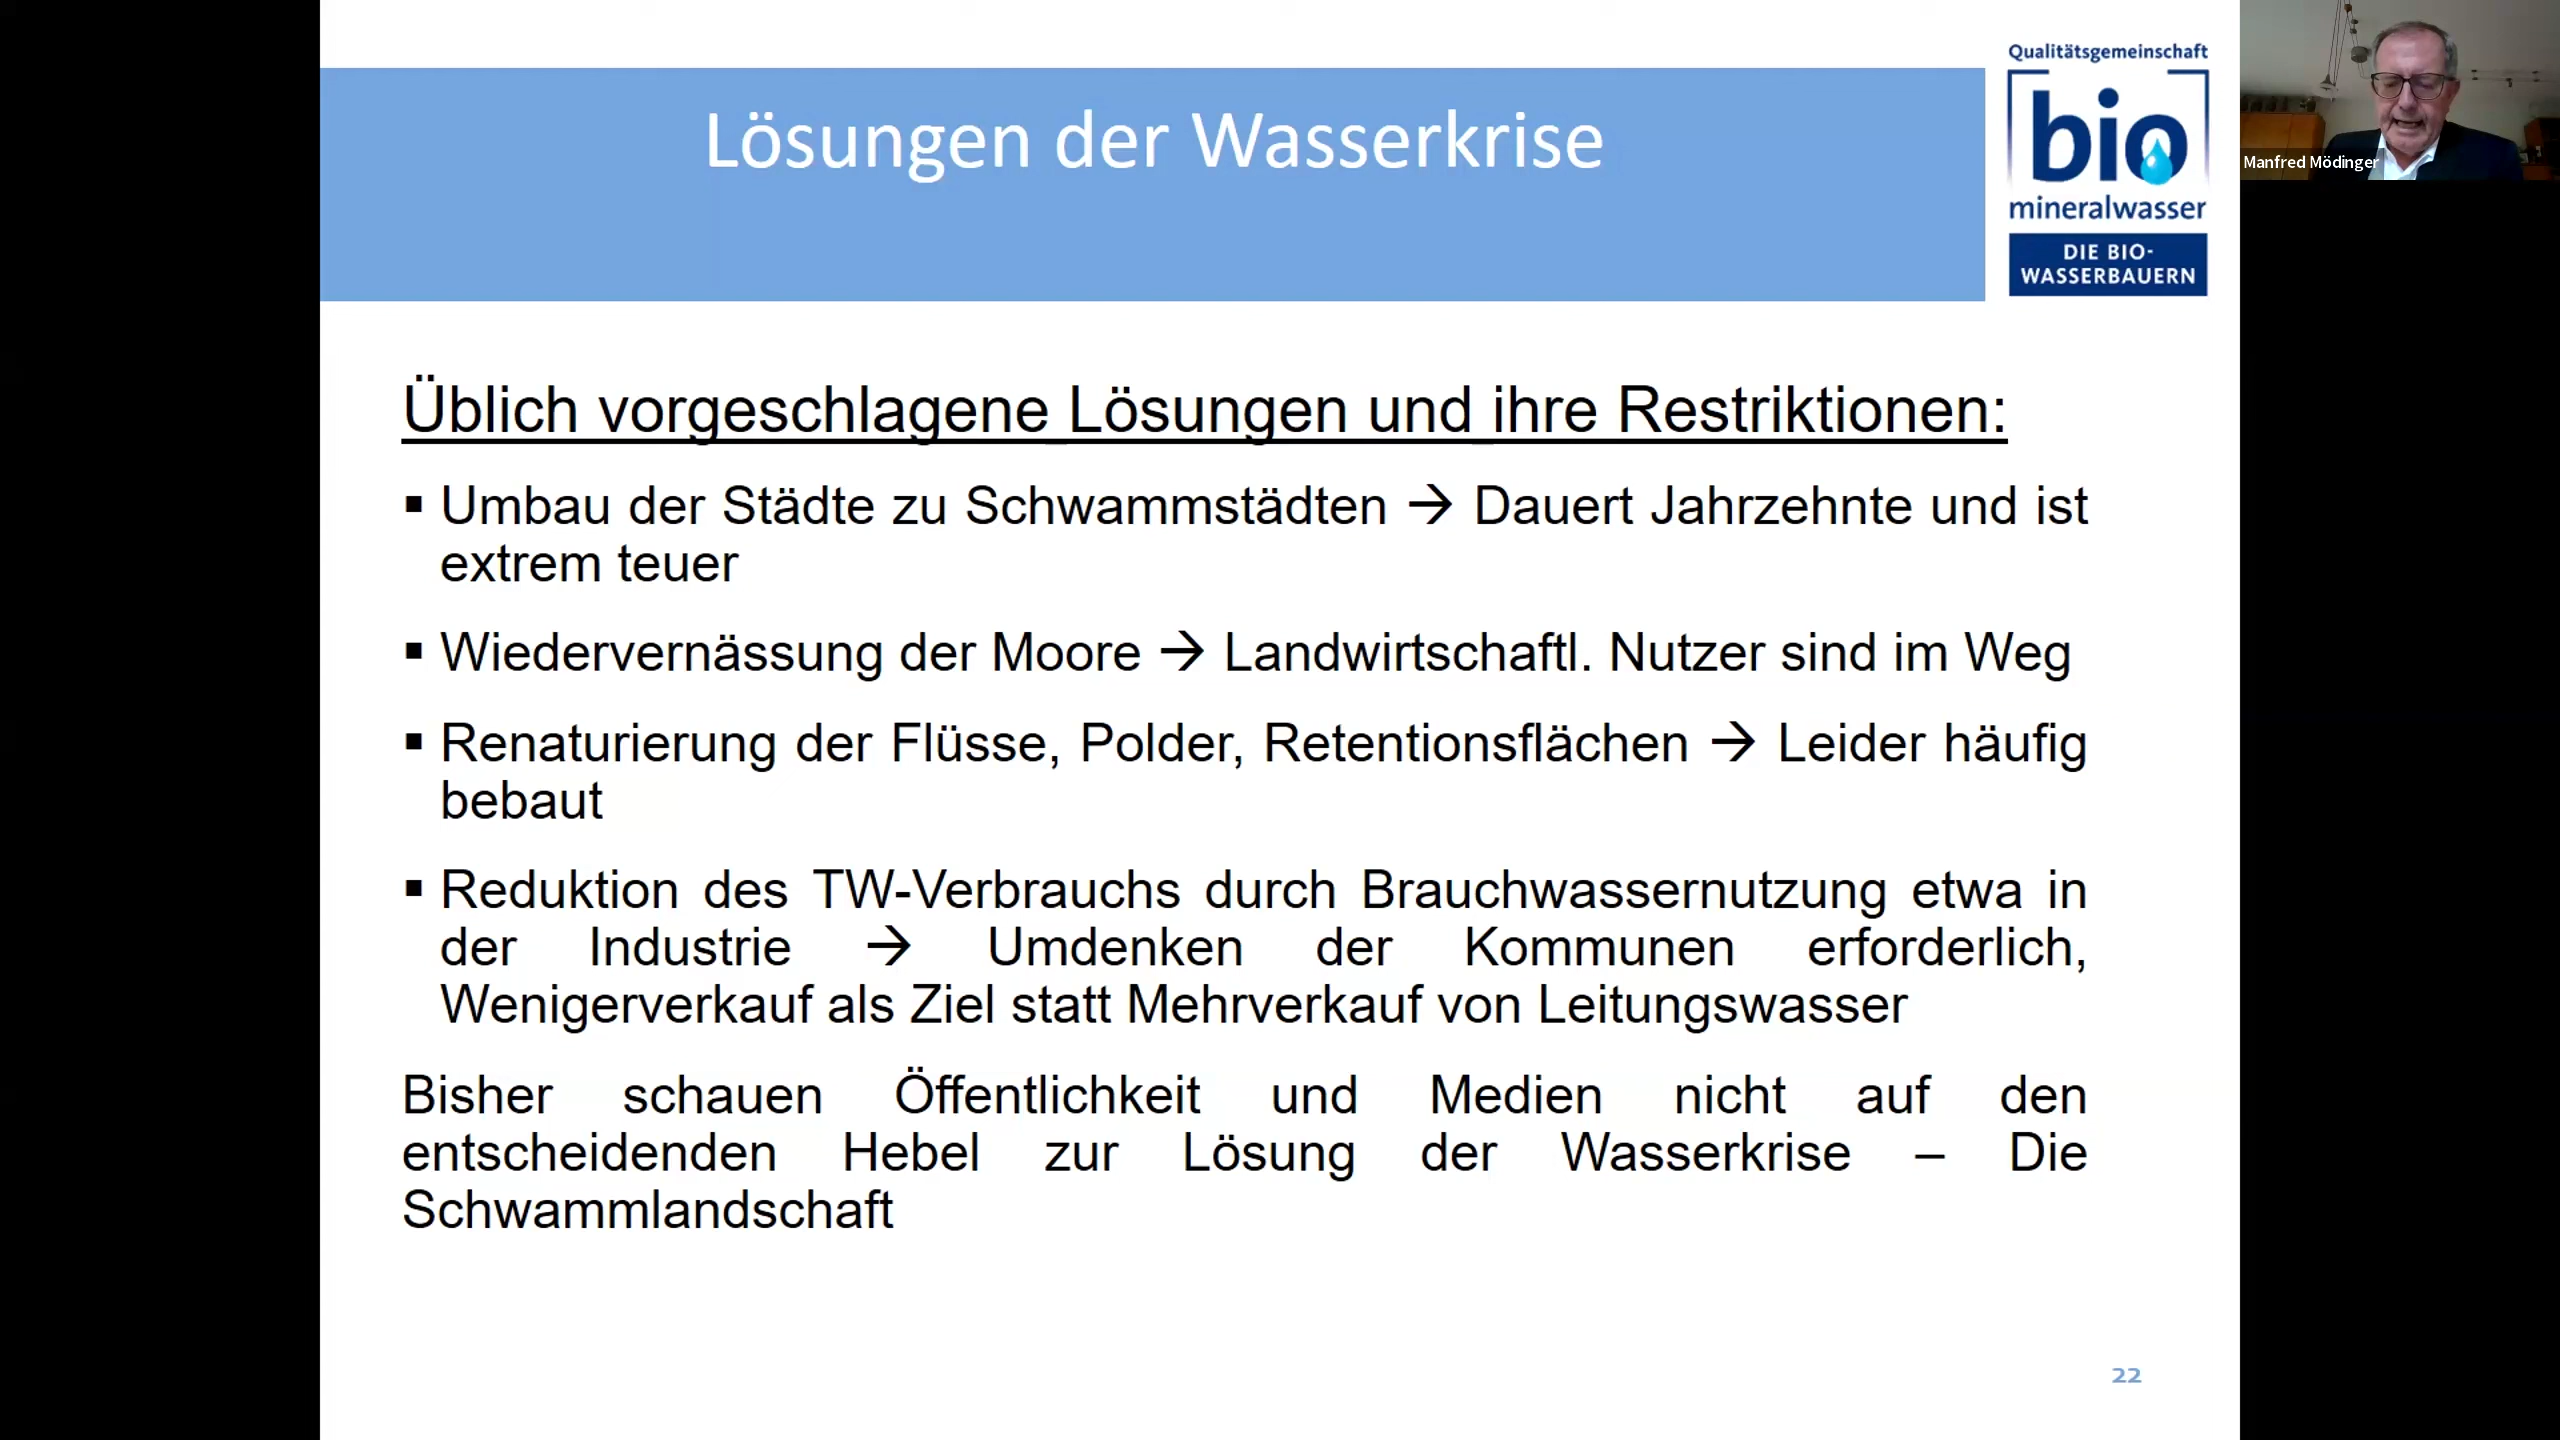 Lösungen der Wasserkrise
Qualitätsgemeinschaft
bio
mineralwasser
DIE BIO-
WASSERBAUERN
Manfred Mödinger
Üblich vorgeschlagene Lösungen und ihre Restriktionen:
▪ Umbau der Städte zu Schwammstädten → Dauert Jahrzehnte und ist
extrem teuer
▪ Wiedervernässung der Moore → Landwirtschaftl. Nutzer sind im Weg
▪ Renaturierung der Flüsse, Polder, Retentionsflächen → Leider häufig
bebaut
▪ Reduktion des TW-Verbrauchs durch Brauchwassernutzung etwa in
der Industrie → Umdenken der Kommunen erforderlich,
Wenigerverkauf als Ziel statt Mehrverkauf von Leitungswasser
Bisher schauen Öffentlichkeit und Medien nicht auf den
entscheidenden Hebel zur Lösung der Wasserkrise – Die
Schwammlandschaft
22